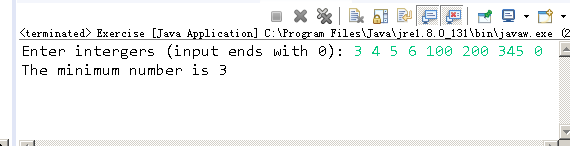 <terminated> Exercise [Java Application] C:\Program Files\Java\jre1.8.0_131\bin\javaw.exe (2
Enter intergers (input ends with 0): 3 4 5 6 100 200 345 0
The minimum number is 3